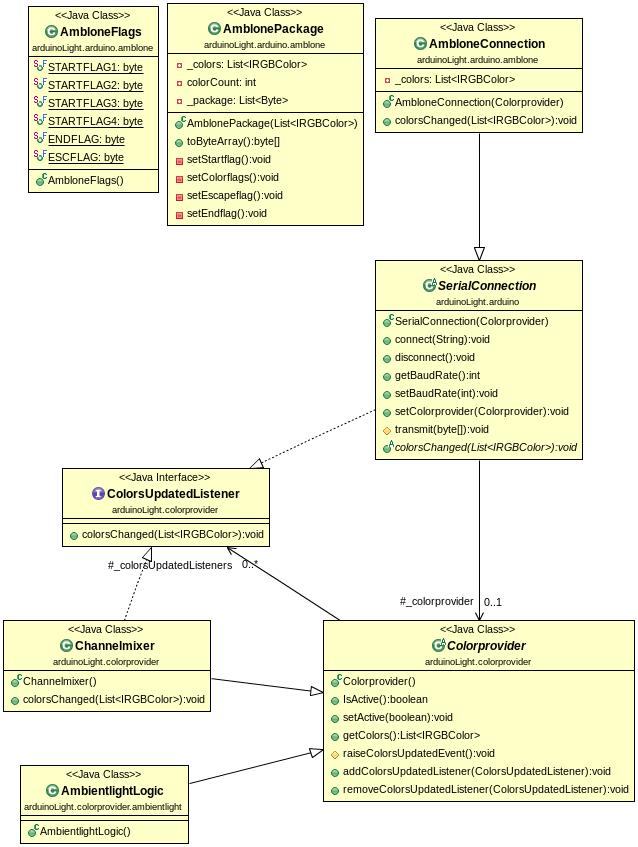 <<Java Class>>
AmbloneFlags
arduinoLight.arduino.amblone
STARTFLAG1: byte
STARTFLAG2: byte
STARTFLAG3: byte
STARTFLAG4: byte
ENDFLAG: byte
ESCFLAG: byte
AmbloneFlags()
<<Java Class>>
AmblonePackage
arduinoLight.arduino.amblone
_colors: List<IRGBColor>
colorCount: int
_package: List<Byte>
AmblonePackage(List<IRGBColor>)
toByteArray():byte[]
setStartflag():void
setColorflags():void
setEscapeflag():void
setEndflag():void
<<Java Class>>
AmbloneConnection
arduinoLight.arduino.amblone
_colors: List<IRGBColor>
AmbloneConnection(Colorprovider)
colorsChanged(List<IRGBColor>):void
<<Java Class>>
SerialConnection
arduinoLight.arduino
SerialConnection(Colorprovider)
connect(String):void
disconnect():void
getBaudRate():int
setBaudRate(int):void
setColorprovider(Colorprovider):void
transmit(byte[]):void
colorsChanged(List<IRGBColor>):void
<<Java Interface>>
ColorsUpdatedListener
arduinoLight.colorprovider
colorsChanged(List<IRGBColor>):void
#_colorsUpdatedListeners 0..*
#_colorprovider 0..1
<<Java Class>>
Channelmixer
arduinoLight.colorprovider
Channelmixer()
colorsChanged(List<IRGBColor>):void
<<Java Class>>
Colorprovider
arduinoLight.colorprovider
Colorprovider()
IsActive():boolean
setActive(boolean):void
getColors():List<IRGBColor>
raiseColorsUpdatedEvent():void
addColorsUpdatedListener(ColorsUpdatedListener):void
removeColorsUpdatedListener(ColorsUpdatedListener):void
<<Java Class>>
AmbientlightLogic
arduinoLight.colorprovider.ambientlight
AmbientlightLogic()